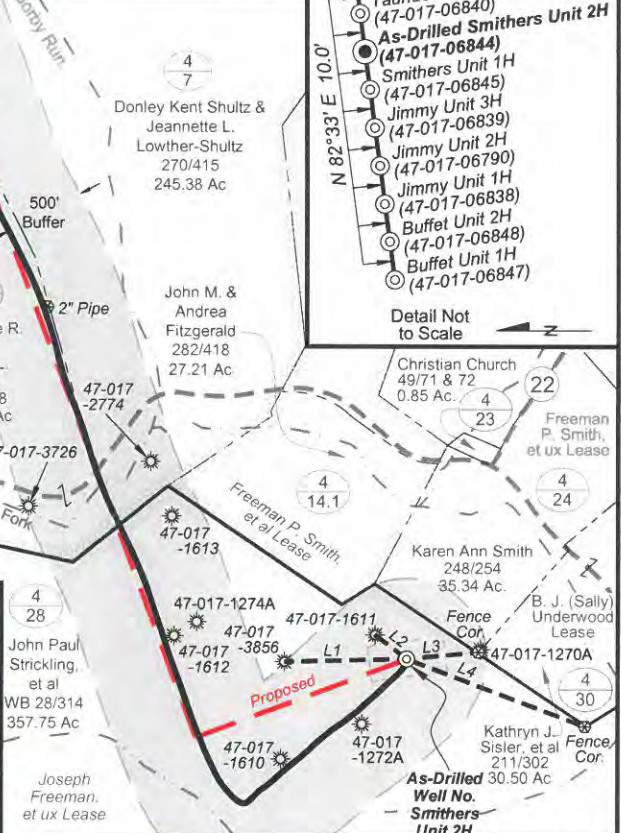 (47-017-06840)
As-Drilled Smithers Unit 2H
(47-017-06844)
Smithers Unit 1H
(47-017-06845)
Jimmy Unit 3H
(47-017-06839)
Jimmy Unit 2H
(47-017-06790)
Jimmy Unit 1H
(47-017-06838)
Buffet Unit 2H
(47-017-06848)
Buffet Unit 1H
(47-017-06847)
N 82°33' E 10.0'
Detail Not
to Scale
N
Run
4
7
Donley Kent Shultz &
Jeannette L.
Lowther-Shultz
270/415
245.38 Ac
500'
Buffer
2" Pipe
John M. &
Andrea
Fitzgerald
282/418
27.21 Ac
e R.
8
Ac
47-017
-2774
7-017-3726
Fork
Christian Church
49/71 & 72
0.85 Ac.
4
23
22
Freeman
P. Smith,
et ux Lease
4
24
4
14.1
Freeman P. Smith,
et al Lease
47-017
-1613
Karen Ann Smith
248/254
35.34 Ac.
B. J. (Sally)
Underwood
Lease
4
28
John Paul
Strickling,
et al
WB 28/314
357.75 Ac
47-017-1274A
47-017
-1612
47-017
-3856
47-017-1611
L1
L2
L3
L4
Fence
Cor.
47-017-1270A
4
30
Proposed
47-017
-1610
47-017
-1272A
Kathryn J.
Sisler, et al
211/302
30.50 Ac
Fence
Cor.
Joseph
Freeman,
et ux Lease
As-Drilled
Well No.
Smithers
Unit 2H